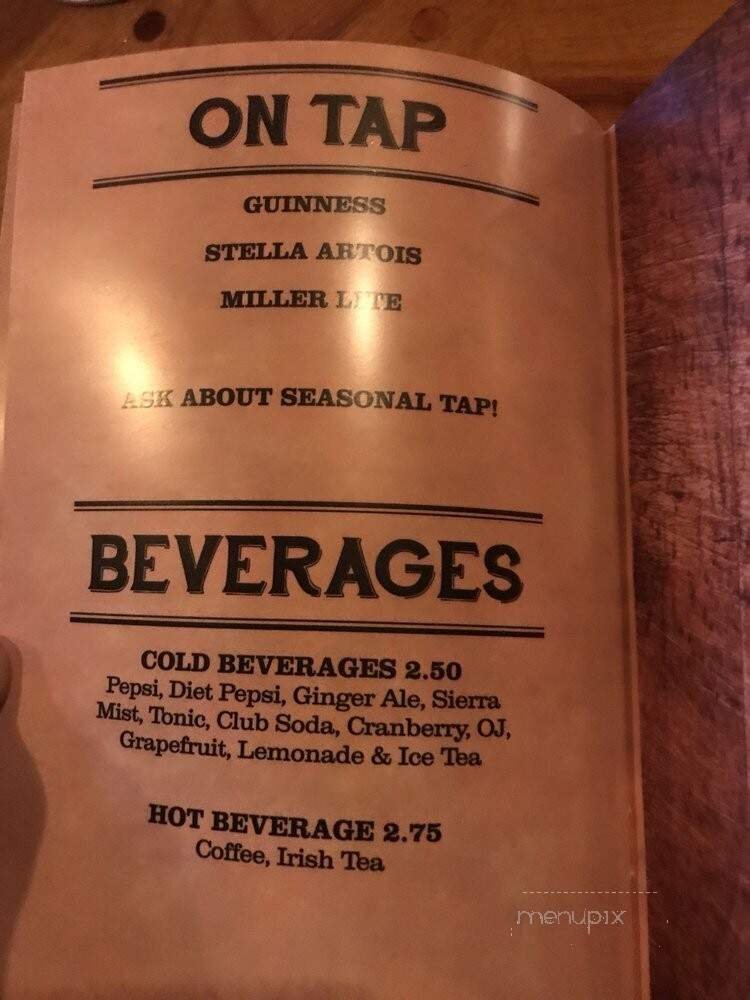 ON TAP
GUINNESS
STELLA ARTOIS
MILLER LITE
ASK ABOUT SEASONAL TAP!
BEVERAGES
COLD BEVERAGES 2.50
Pepsi, Diet Pepsi, Ginger Ale, Sierra
Mist, Tonic, Club Soda, Cranberry, OJ,
Grapefruit, Lemonade & Ice Tea
HOT BEVERAGE 2.75
Coffee, Irish Tea
menupix